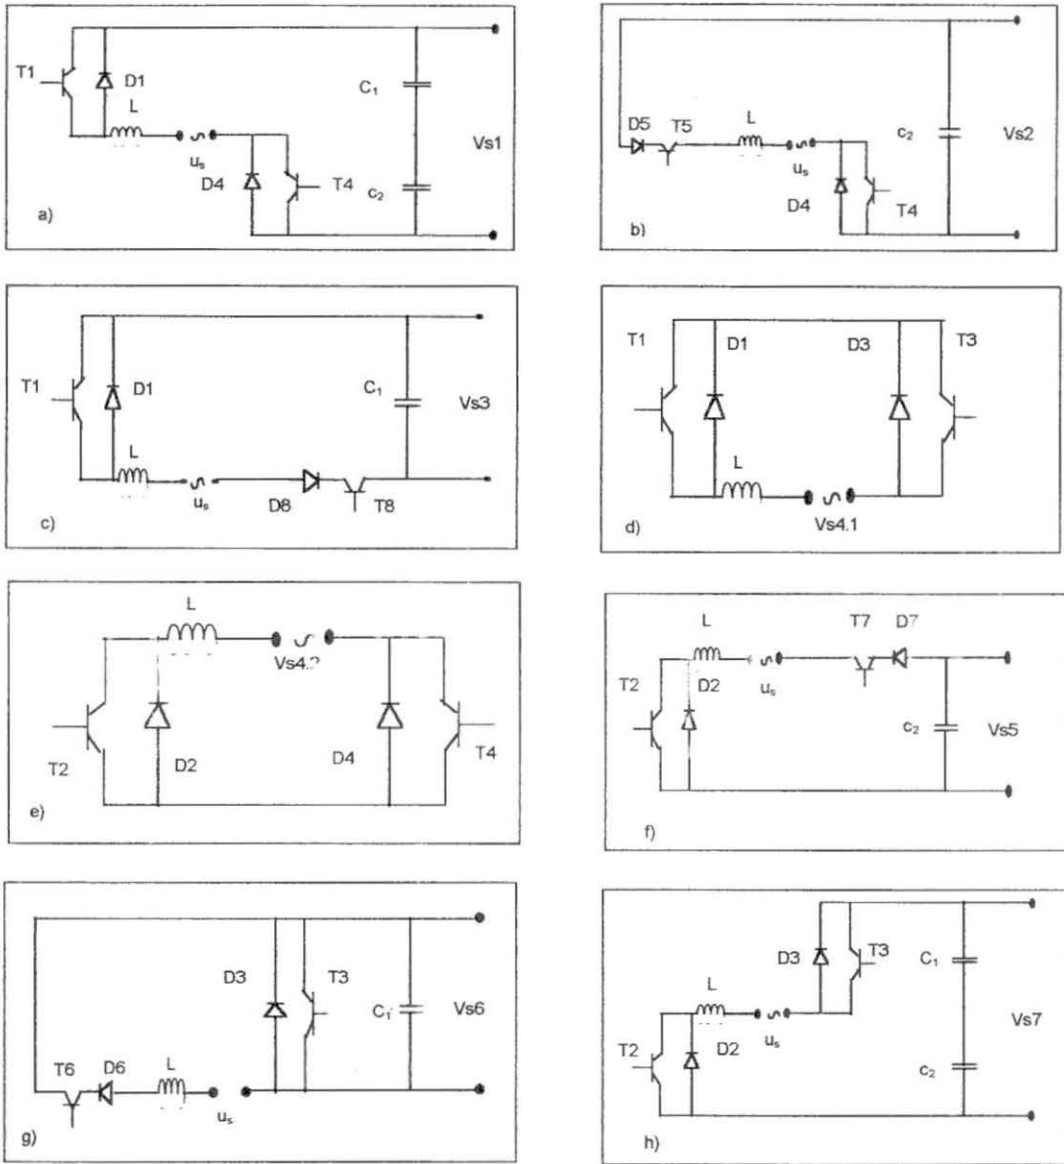 T1
D1
L
C₁
Vs1
uₛ
D4
T4
c₂
a)
D5
T5
L
c₂
Vs2
uₛ
D4
T4
b)
T1
D1
C₁
Vs3
L
uₛ
D8
T8
c)
T1
D1
D3
T3
L
Vs4.1
d)
L
Vs4.2
T2
D2
D4
T4
e)
L
T7
D7
T2
D2
uₛ
c₂
Vs5
f)
D3
T3
C₁
Vs6
T6
D6
L
uₛ
g)
D3
T3
C₁
L
Vs7
T2
D2
uₛ
c₂
h)